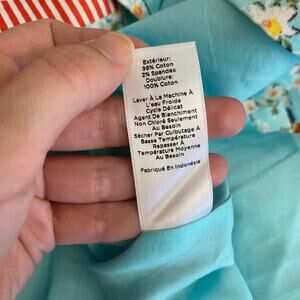 Extérieur:
98% Coton
2% Spandex
Doublure:
100% Coton
Laver À La Machine À
L'eau Froide
Cycle Délicat
Agent De Blanchiment
Non Chloré Seulement
Au Besoin
Sécher Par Culbutage À
Basse Température
Repasser À
Température Moyenne
Au Besoin
Fabriqué En Indonésie